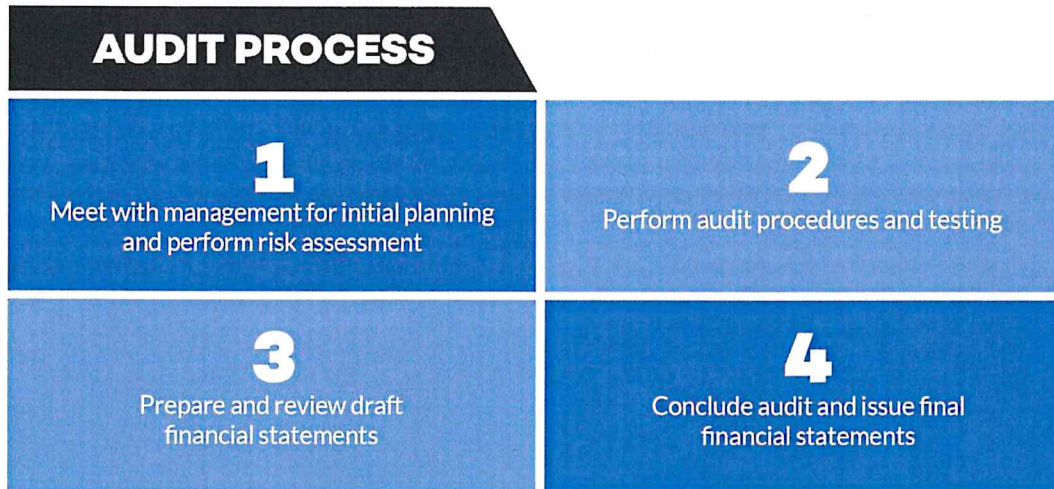 AUDIT PROCESS
1
Meet with management for initial planning
and perform risk assessment
2
Perform audit procedures and testing
3
Prepare and review draft
financial statements
4
Conclude audit and issue final
financial statements